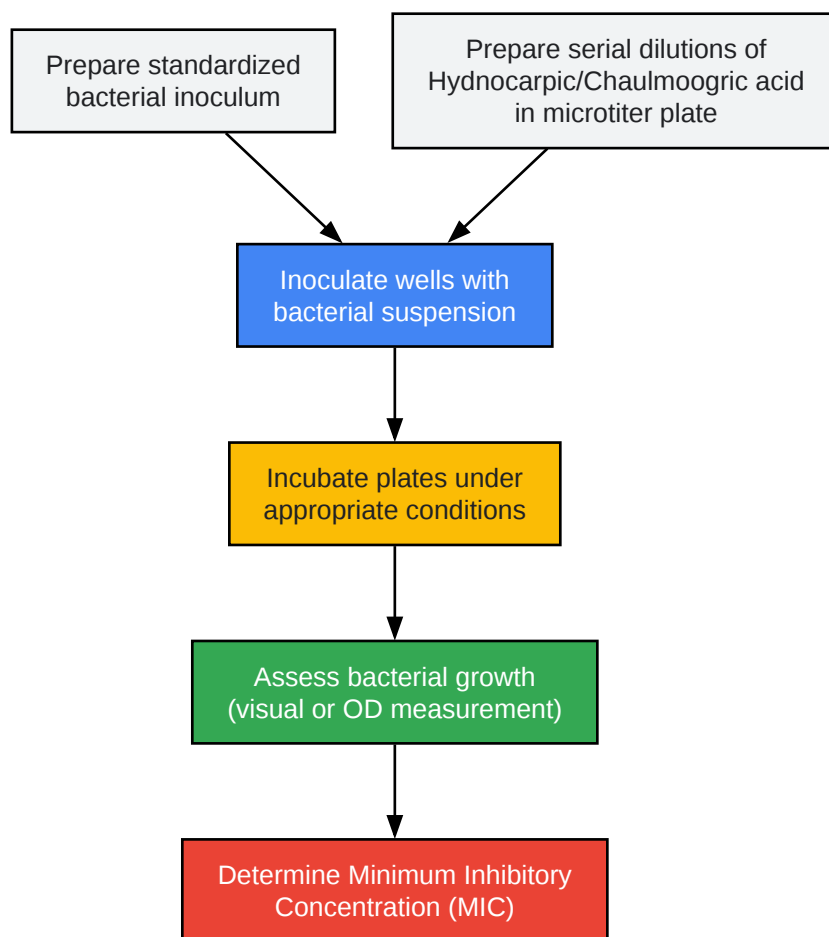 Prepare standardized
bacterial inoculum
Prepare serial dilutions of
Hydnocarpic/Chaulmoogric acid
in microtiter plate
Inoculate wells with
bacterial suspension
Incubate plates under
appropriate conditions
Assess bacterial growth
(visual or OD measurement)
Determine Minimum Inhibitory
Concentration (MIC)